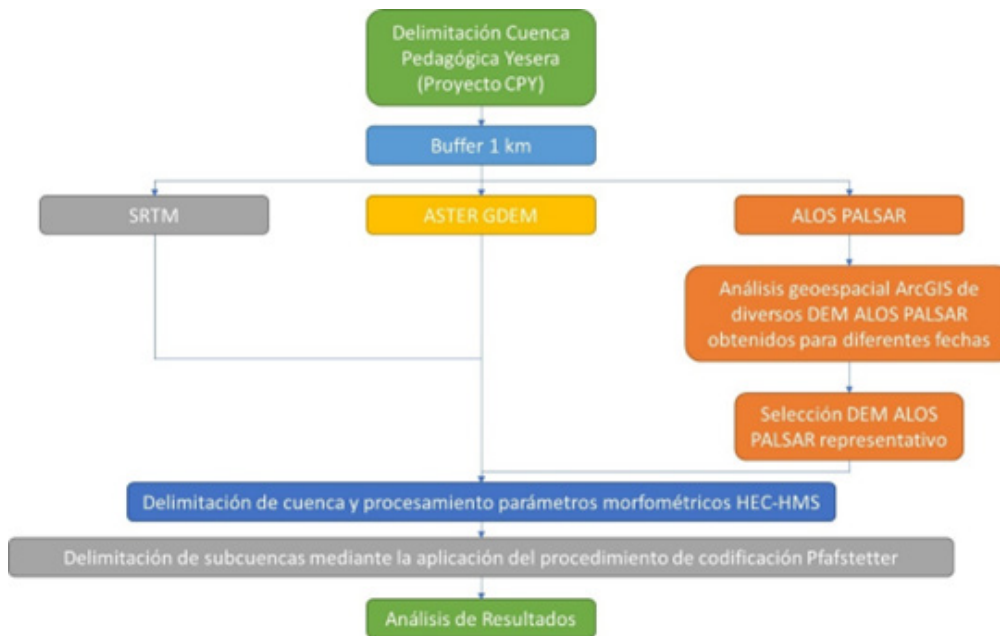 Delimitación Cuenca
Pedagógica Yesera
(Proyecto CPY)
Buffer 1 km
SRTM
ASTER GDEM
ALOS PALSAR
Análisis geoespacial ArcGIS de
diversos DEM ALOS PALSAR
obtenidos para diferentes fechas
Selección DEM ALOS
PALSAR representativo
Delimitación de cuenca y procesamiento parámetros morfométricos HEC-HMS
Delimitación de subcuencas mediante la aplicación del procedimiento de codificación Pfafstetter
Análisis de Resultados